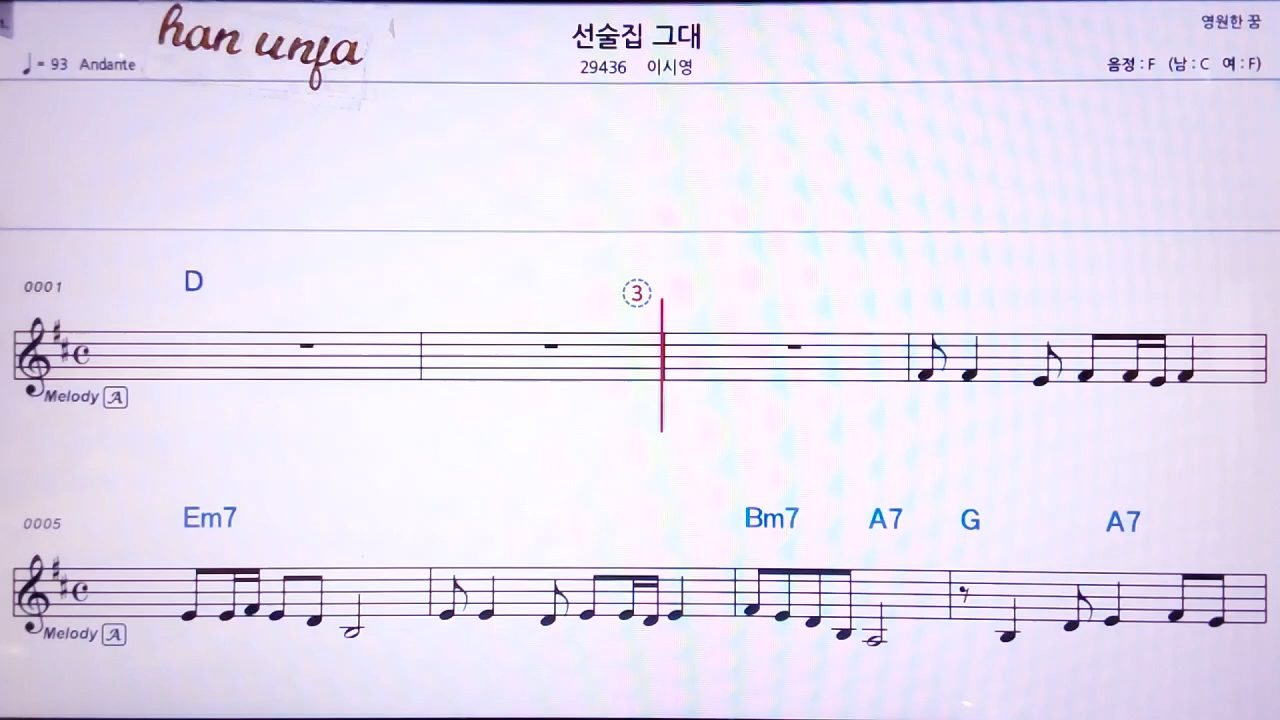 han unfa
선술집 그대
영원한 꿈
♩= 93 Andante
29436 이시영
음정 : F (남 : C 여 : F)
0001
D
3
Melody A
0005
Em7 Bm7 A7 G A7
Melody A